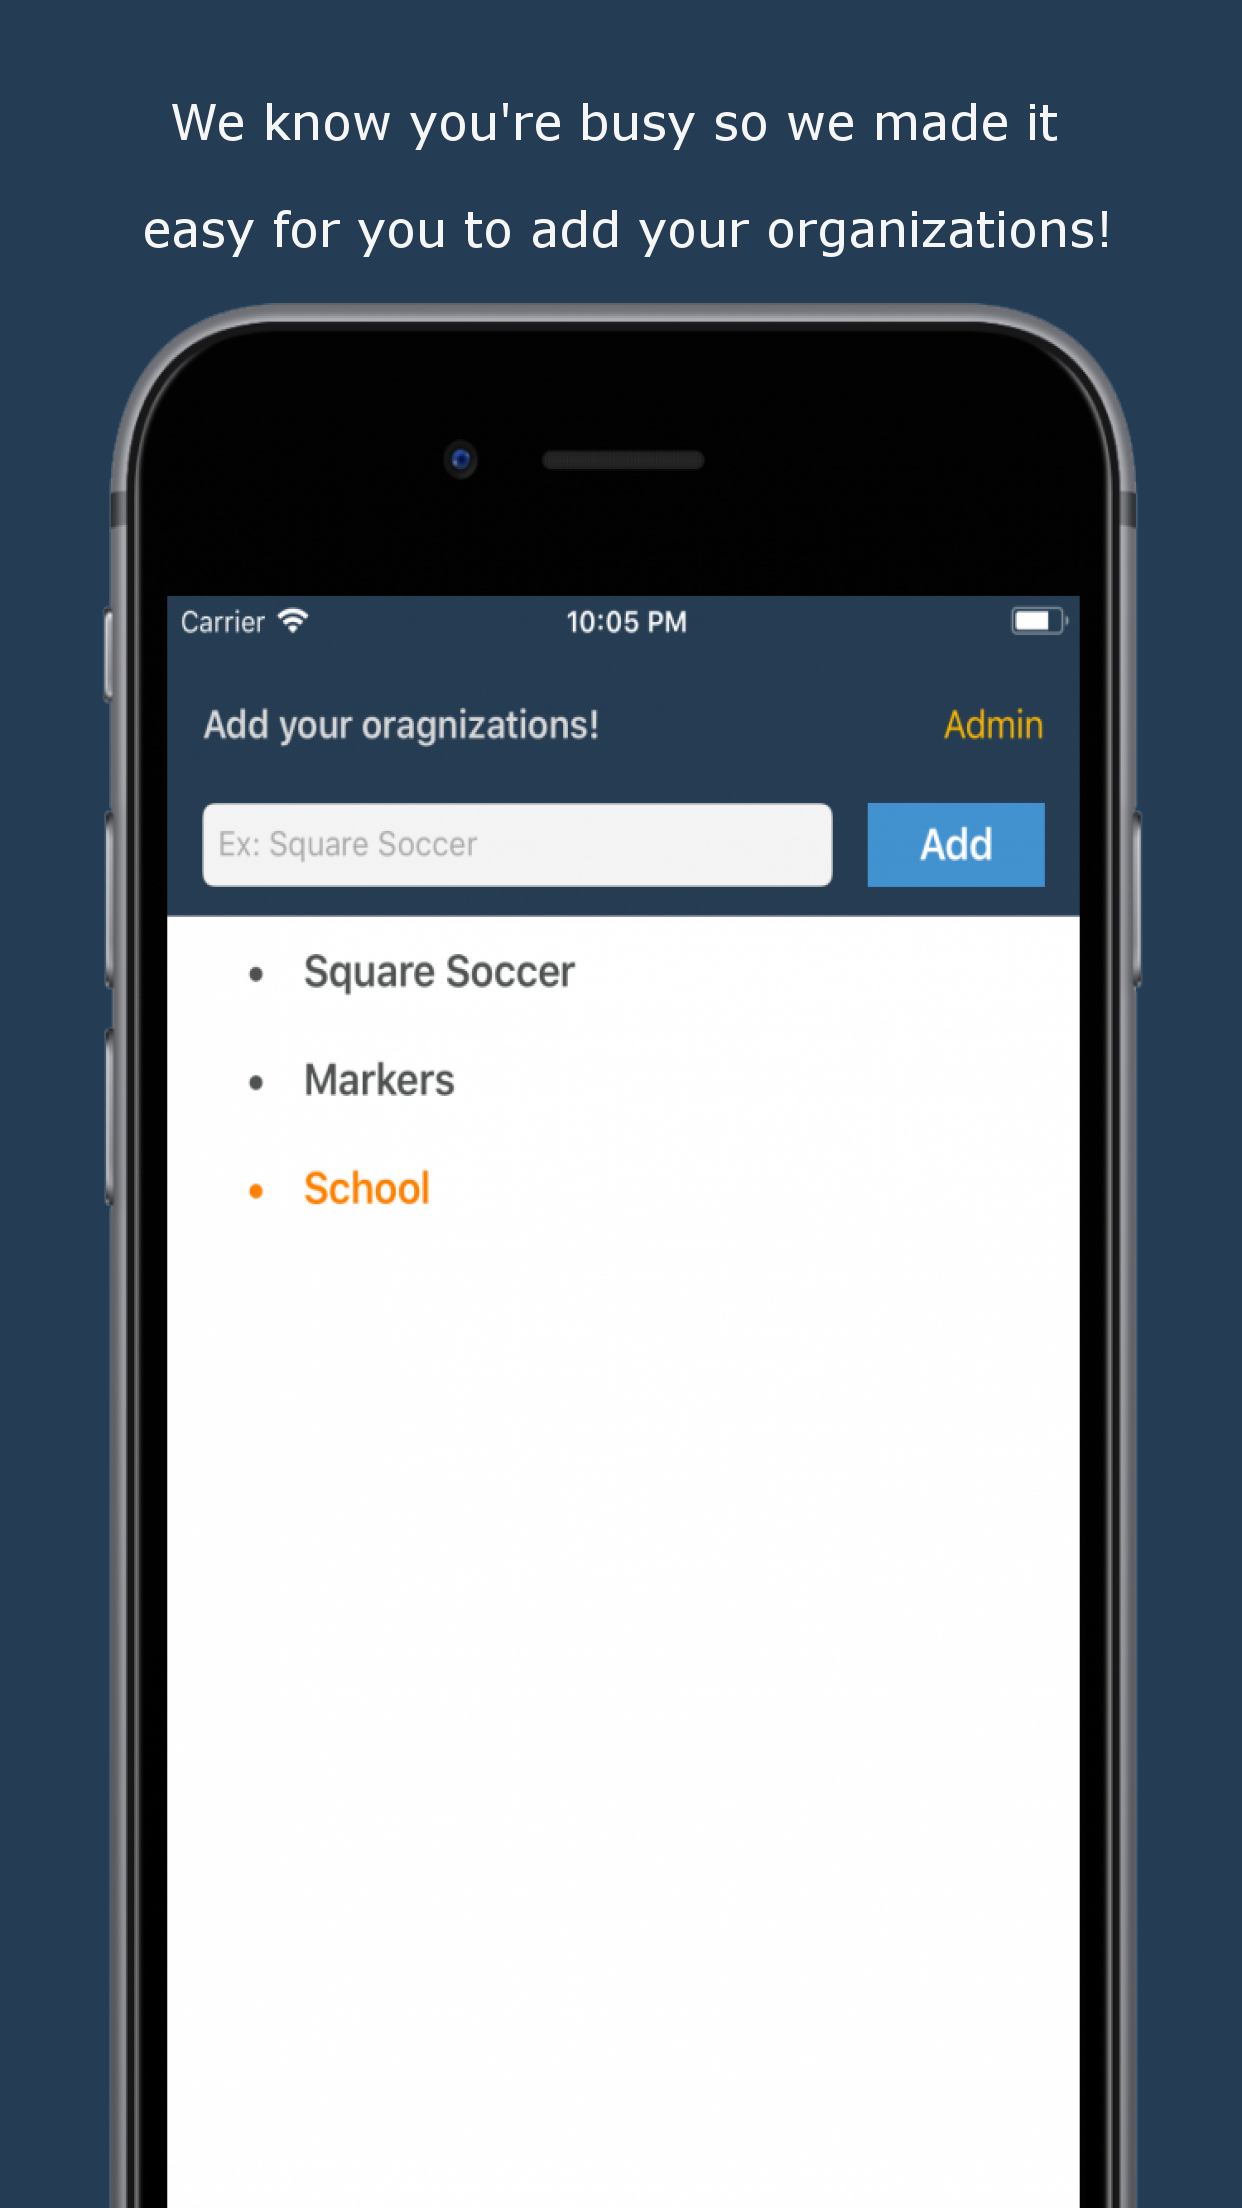 We know you're busy so we made it
easy for you to add your organizations!
Carrier 10:05 PM
Add your oragnizations! Admin
Ex: Square Soccer Add
• Square Soccer
• Markers
• School